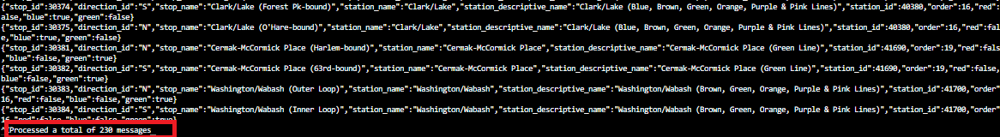 {"stop_id":30374,"direction_id":"S","stop_name":"Clark/Lake (Forest Pk-bound)","station_name":"Clark/Lake","station_descriptive_name":"Clark/Lake (Blue, Brown, Green, Orange, Purple & Pink Lines)","station_id":40380,"order":16,"red":f
alse,"blue":true,"green":false}
{"stop_id":30375,"direction_id":"N","stop_name":"Clark/Lake (O'Hare-bound)","station_name":"Clark/Lake","station_descriptive_name":"Clark/Lake (Blue, Brown, Green, Orange, Purple & Pink Lines)","station_id":40380,"order":16,"red":fals
e,"blue":true,"green":false}
{"stop_id":30381,"direction_id":"N","stop_name":"Cermak-McCormick Place (Harlem-bound)","station_name":"Cermak-McCormick Place","station_descriptive_name":"Cermak-McCormick Place (Green Line)","station_id":41690,"order":19,"red":false
,"blue":false,"green":true}
{"stop_id":30382,"direction_id":"S","stop_name":"Cermak-McCormick Place (63rd-bound)","station_name":"Cermak-McCormick Place","station_descriptive_name":"Cermak-McCormick Place (Green Line)","station_id":41690,"order":19,"red":false,"
blue":false,"green":true}
{"stop_id":30383,"direction_id":"N","stop_name":"Washington/Wabash (Outer Loop)","station_name":"Washington/Wabash","station_descriptive_name":"Washington/Wabash (Brown, Green, Orange, Purple & Pink Lines)","station_id":41700,"order":
16,"red":false,"blue":false,"green":true}
{"stop_id":30384,"direction_id":"S","stop_name":"Washington/Wabash (Inner Loop)","station_name":"Washington/Wabash","station_descriptive_name":"Washington/Wabash (Brown, Green, Orange, Purple & Pink Lines)","station_id":41700,"order":
16,"red":false,"blue":false,"green":true}
Processed a total of 230 messages